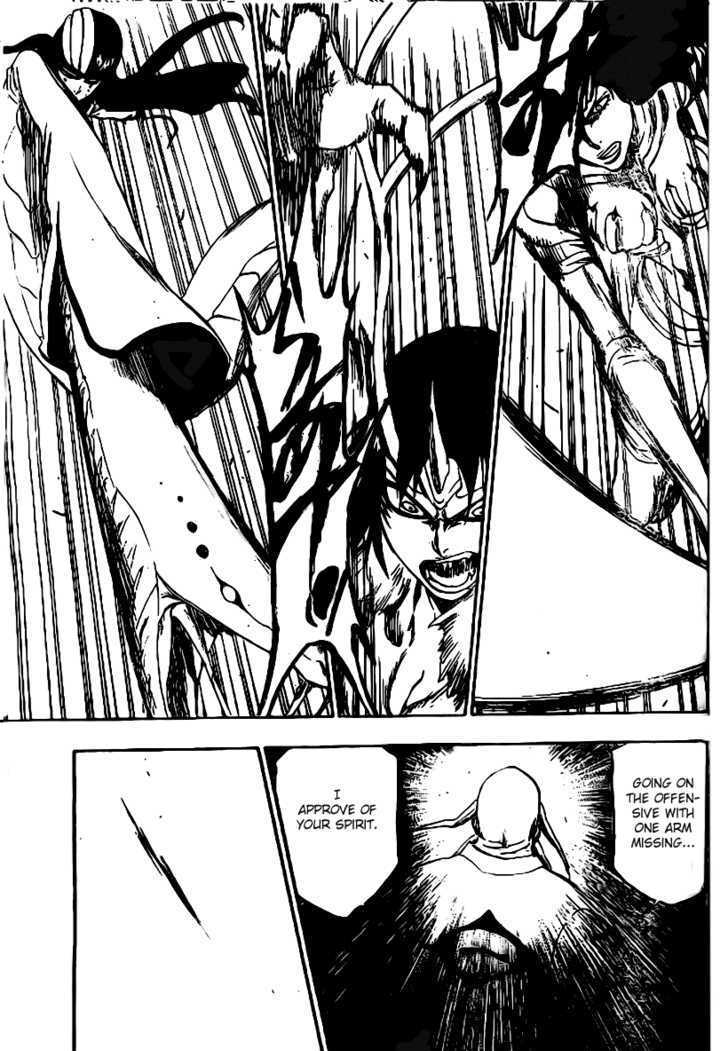 GOING ON
THE OFFEN-
SIVE WITH
ONE ARM
MISSING...
I
APPROVE OF
YOUR SPIRIT.